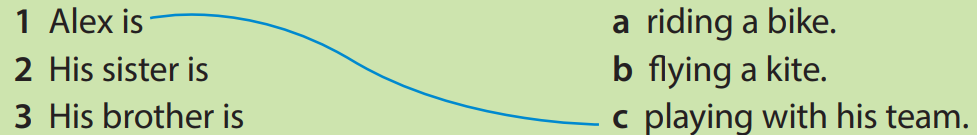 1 Alex is a riding a bike.
2 His sister is b flying a kite.
3 His brother is c playing with his team.